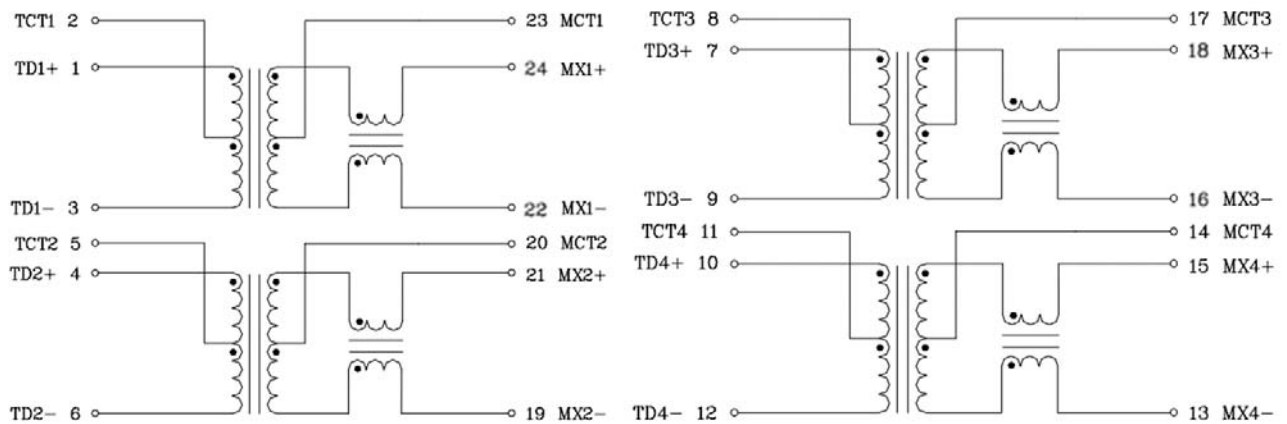 TCT1 2
23 MCT1
TD1+ 1
24 MX1+
TD1- 3
22 MX1-
TCT2 5
20 MCT2
TD2+ 4
21 MX2+
TD2- 6
19 MX2-
TCT3 8
17 MCT3
TD3+ 7
18 MX3+
TD3- 9
16 MX3-
TCT4 11
14 MCT4
TD4+ 10
15 MX4+
TD4- 12
13 MX4-